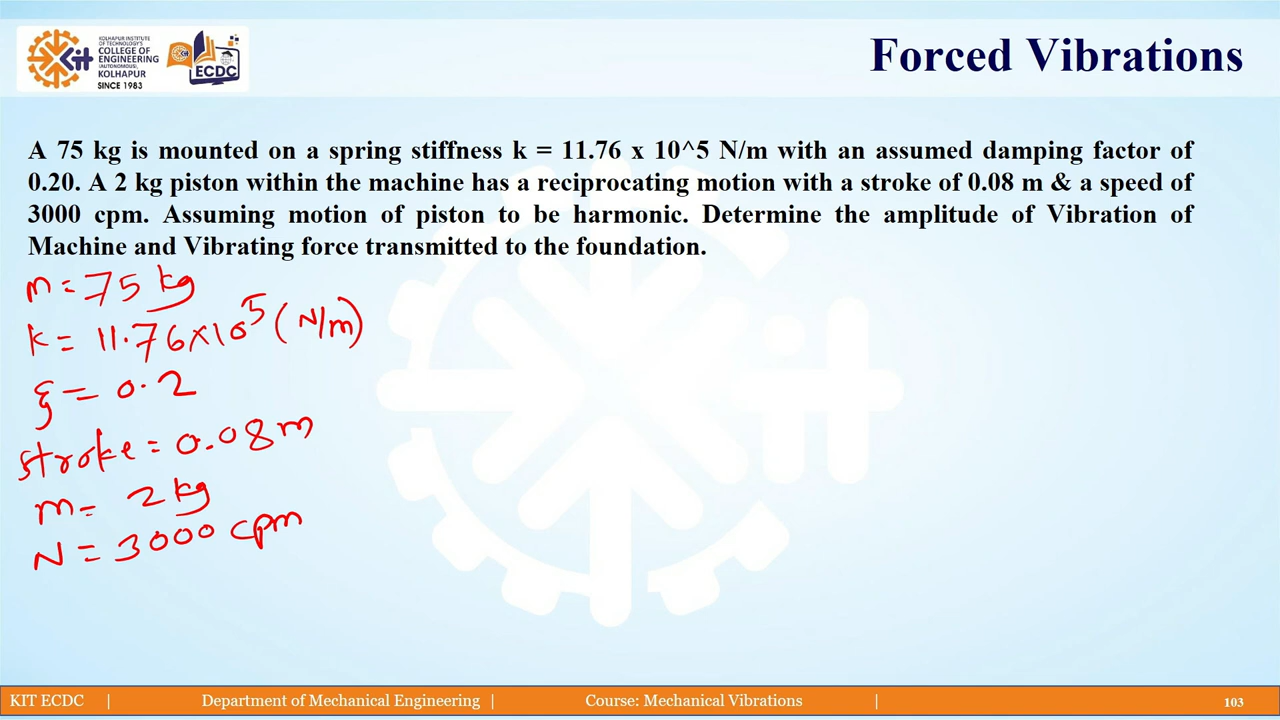 KOLHAPUR INSTITUTE
OF TECHNOLOGY'S
COLLEGE OF
ENGINEERING
(AUTONOMOUS),
KOLHAPUR
SINCE 1983
Kit
ECDC
Forced Vibrations
A 75 kg is mounted on a spring stiffness k = 11.76 x 10^5 N/m with an assumed damping factor of
0.20. A 2 kg piston within the machine has a reciprocating motion with a stroke of 0.08 m & a speed of
3000 cpm. Assuming motion of piston to be harmonic. Determine the amplitude of Vibration of
Machine and Vibrating force transmitted to the foundation.
m = 75 kg
k = 11.76 × 10^5 (N/m)
ξ = 0.2
stroke = 0.08 m
m = 2 kg
N = 3000 cpm
KIT ECDC | Department of Mechanical Engineering | Course: Mechanical Vibrations | 103